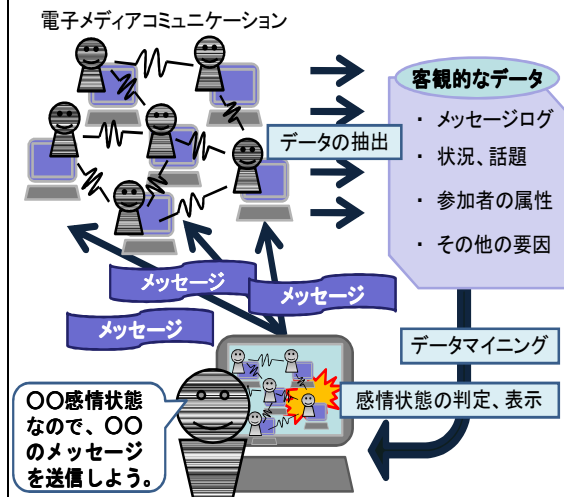 電子メディアコミュニケーション
客観的なデータ
・ メッセージログ
・ 状況、話題
・ 参加者の属性
・ その他の要因
データの抽出
メッセージ
メッセージ
メッセージ
データマイニング
感情状態の判定、表示
〇〇感情状態
なので、〇〇
のメッセージ
を送信しよう。